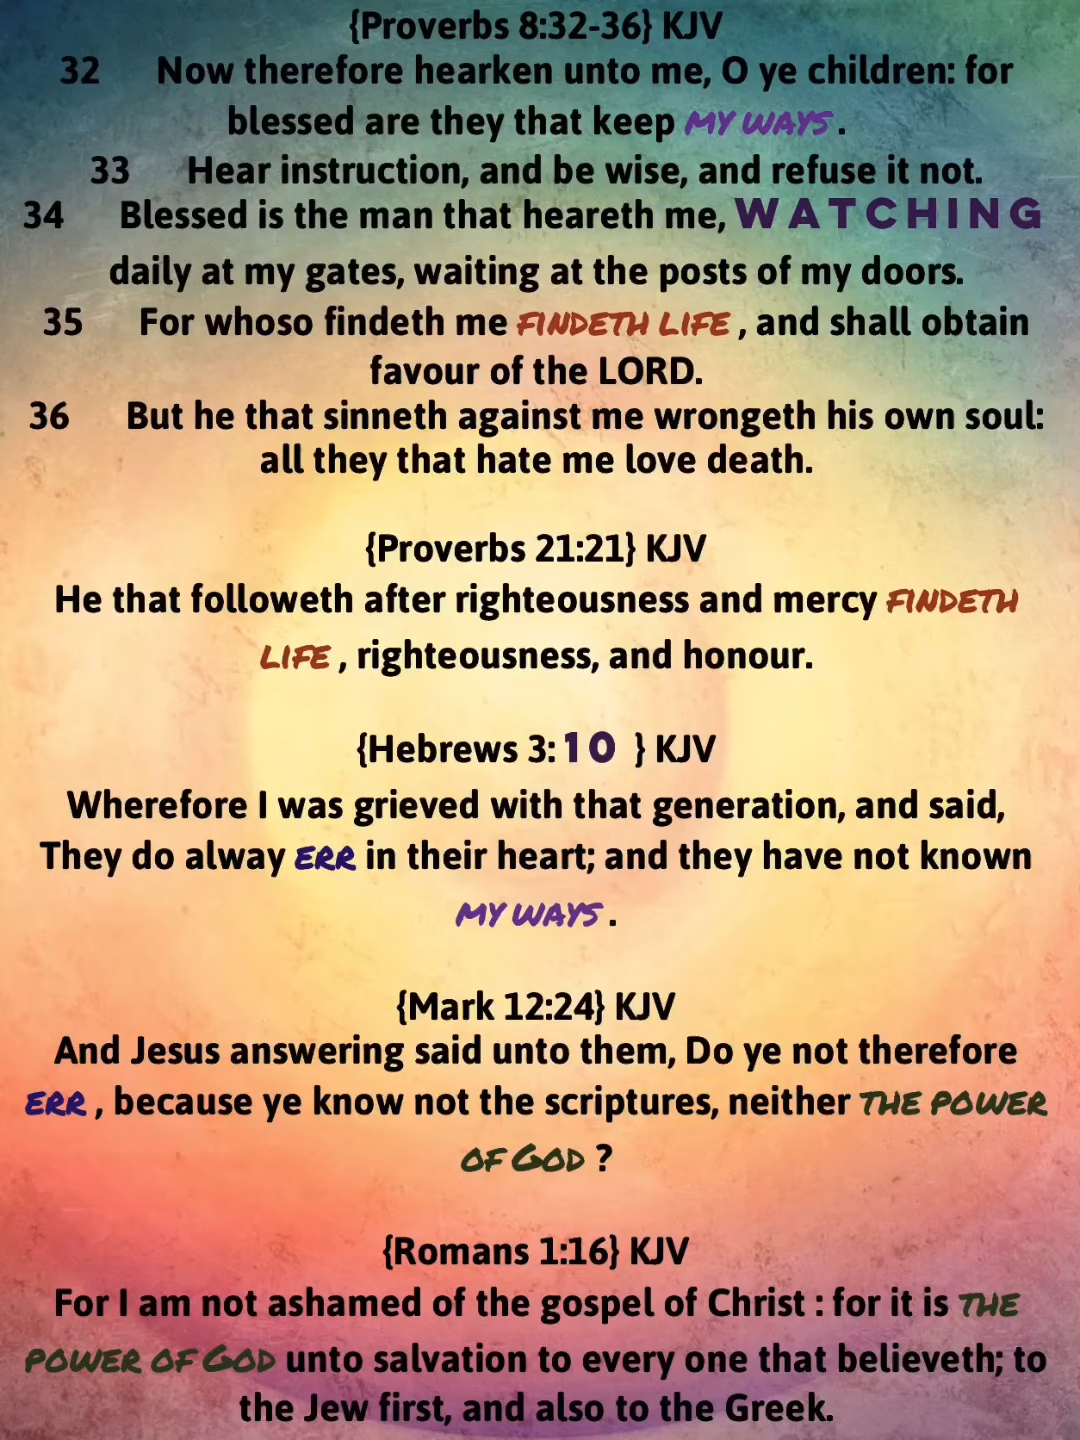 {Proverbs 8:32-36} KJV
32 Now therefore hearken unto me, O ye children: for
blessed are they that keep MY WAYS .
33 Hear instruction, and be wise, and refuse it not.
34 Blessed is the man that heareth me, WATCHING
daily at my gates, waiting at the posts of my doors.
35 For whoso findeth me FINDETH LIFE , and shall obtain
favour of the LORD.
36 But he that sinneth against me wrongeth his own soul:
all they that hate me love death.
{Proverbs 21:21} KJV
He that followeth after righteousness and mercy FINDETH
LIFE , righteousness, and honour.
{Hebrews 3:10 } KJV
Wherefore I was grieved with that generation, and said,
They do alway ERR in their heart; and they have not known
MY WAYS .
{Mark 12:24} KJV
And Jesus answering said unto them, Do ye not therefore
ERR , because ye know not the scriptures, neither THE POWER
OF GOD ?
{Romans 1:16} KJV
For I am not ashamed of the gospel of Christ : for it is THE
POWER OF GOD unto salvation to every one that believeth; to
the Jew first, and also to the Greek.